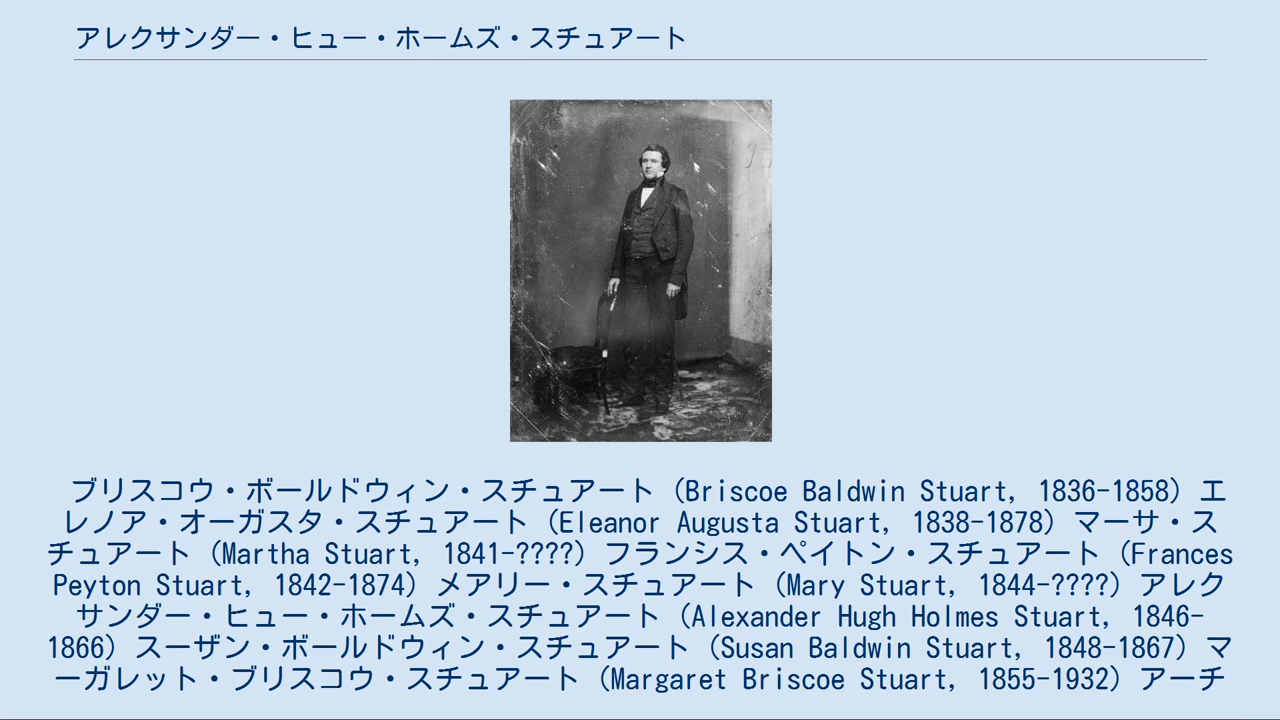 アレクサンダー・ヒュー・ホームズ・スチュアート
ブリスコウ・ボールドウィン・スチュアート (Briscoe Baldwin Stuart, 1836-1858) エ
レノア・オーガスタ・スチュアート (Eleanor Augusta Stuart, 1838-1878) マーサ・ス
チュアート (Martha Stuart, 1841-????) フランシス・ペイトン・スチュアート (Frances
Peyton Stuart, 1842-1874) メアリー・スチュアート (Mary Stuart, 1844-????) アレク
サンダー・ヒュー・ホームズ・スチュアート (Alexander Hugh Holmes Stuart, 1846-
1866) スーザン・ボールドウィン・スチュアート (Susan Baldwin Stuart, 1848-1867) マ
ーガレット・ブリスコウ・スチュアート (Margaret Briscoe Stuart, 1855-1932) アーチ